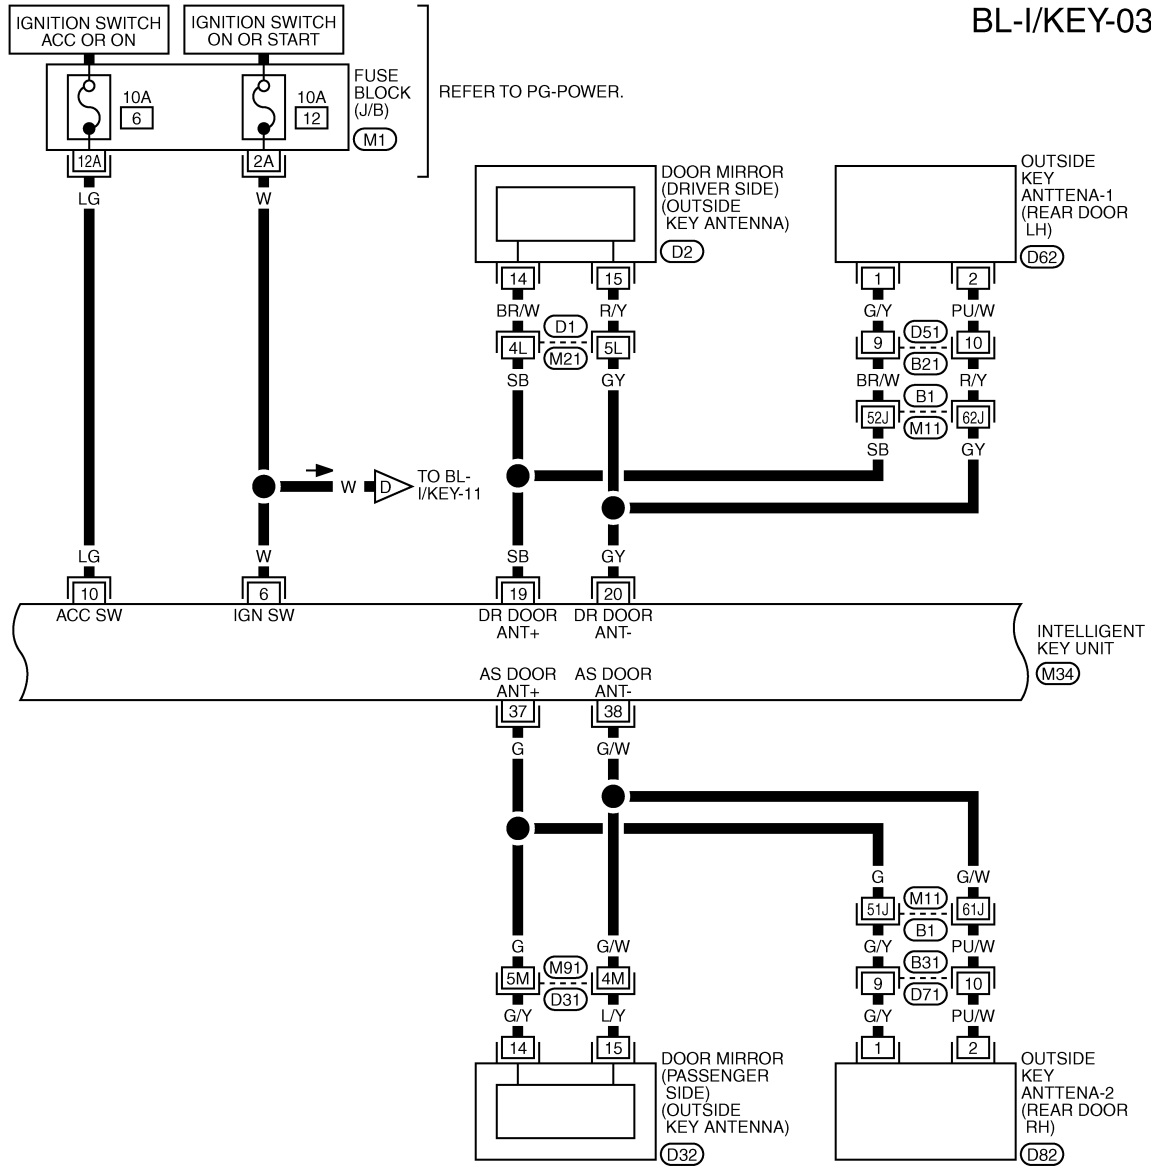 BL-I/KEY-03
IGNITION SWITCH
ACC OR ON
IGNITION SWITCH
ON OR START
10A
6
10A
12
FUSE
BLOCK
(J/B)
M1
REFER TO PG-POWER.
12A
2A
LG
W
DOOR MIRROR
(DRIVER SIDE)
(OUTSIDE
KEY ANTENNA)
D2
OUTSIDE
KEY
ANTTENA-1
(REAR DOOR
LH)
D62
14
15
1
2
BR/W
R/Y
G/Y
PU/W
D1
4L
5L
M21
D51
9
10
B21
SB
GY
BR/W
R/Y
B1
52J
62J
M11
SB
GY
W
D
TO BL-
I/KEY-11
LG
W
SB
GY
10
6
19
20
ACC SW
IGN SW
DR DOOR
ANT+
DR DOOR
ANT-
INTELLIGENT
KEY UNIT
M34
AS DOOR
ANT+
AS DOOR
ANT-
37
38
G
G/W
G
G/W
M11
51J
61J
B1
G
G/W
G/Y
PU/W
M91
5M
4M
D31
B31
9
10
D71
G/Y
L/Y
G/Y
PU/W
14
15
1
2
DOOR MIRROR
(PASSENGER
SIDE)
(OUTSIDE
KEY ANTENNA)
D32
OUTSIDE
KEY
ANTTENA-2
(REAR DOOR
RH)
D82